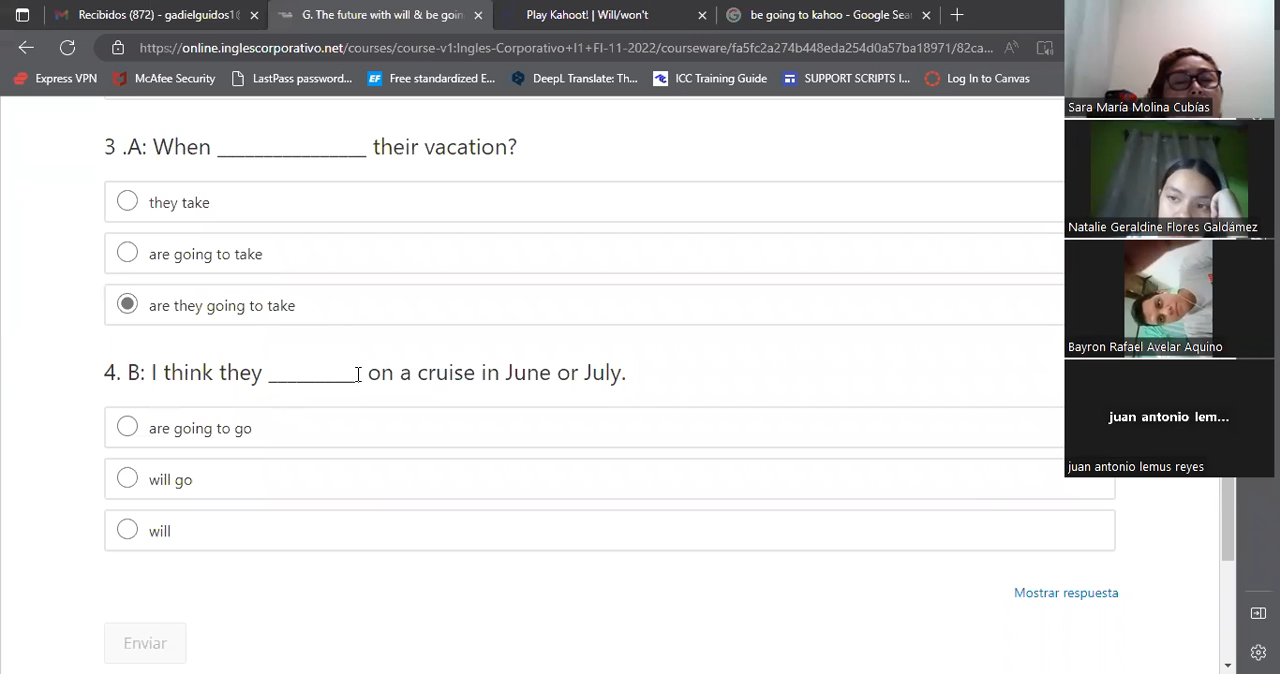 Recibidos (872) - gadielguidos1
G. The future with will & be goin
Play Kahoot! | Will/won't
be going to kahoo - Google Sea
https://online.inglescorporativo.net/courses/course-v1:Ingles-Corporativo+I1+FI-11-2022/courseware/fa5fc2a274b448eda254d0a57ba18971/82ca...
Express VPN
McAfee Security
LastPass password...
Free standardized E...
DeepL Translate: Th...
ICC Training Guide
SUPPORT SCRIPTS I...
Log In to Canvas
3 .A: When ________________ their vacation?
they take
are going to take
are they going to take
4. B: I think they __________ on a cruise in June or July.
are going to go
will go
will
Mostrar respuesta
Enviar
Sara María Molina Cubías
Natalie Geraldine Flores Galdámez
Bayron Rafael Avelar Aquino
juan antonio lem...
juan antonio lemus reyes